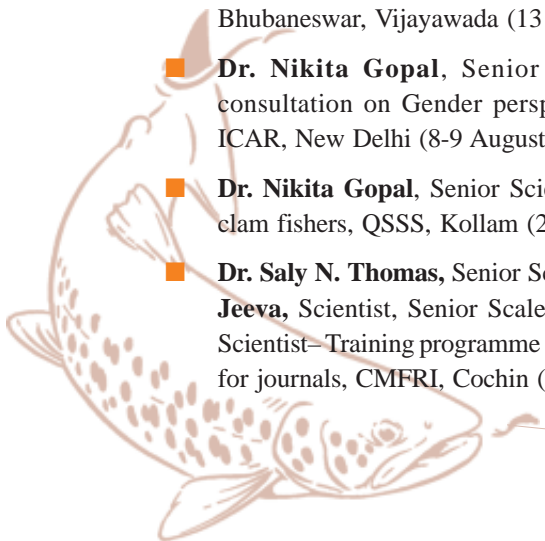 Bhubaneswar, Vijayawada (13
Dr. Nikita Gopal, Senior
consultation on Gender persp
ICAR, New Delhi (8-9 August
Dr. Nikita Gopal, Senior Scie
clam fishers, QSSS, Kollam (2
Dr. Saly N. Thomas, Senior Sc
Jeeva, Scientist, Senior Scale
Scientist–Training programme
for journals, CMFRI, Cochin (